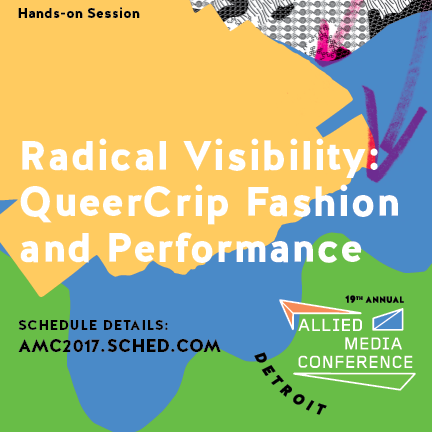 Hands-on Session
Radical Visibility:
QueerCrip Fashion
and Performance
SCHEDULE DETAILS:
AMC2017.SCHED.COM
19TH ANNUAL
ALLIED
MEDIA
CONFERENCE
DETROIT